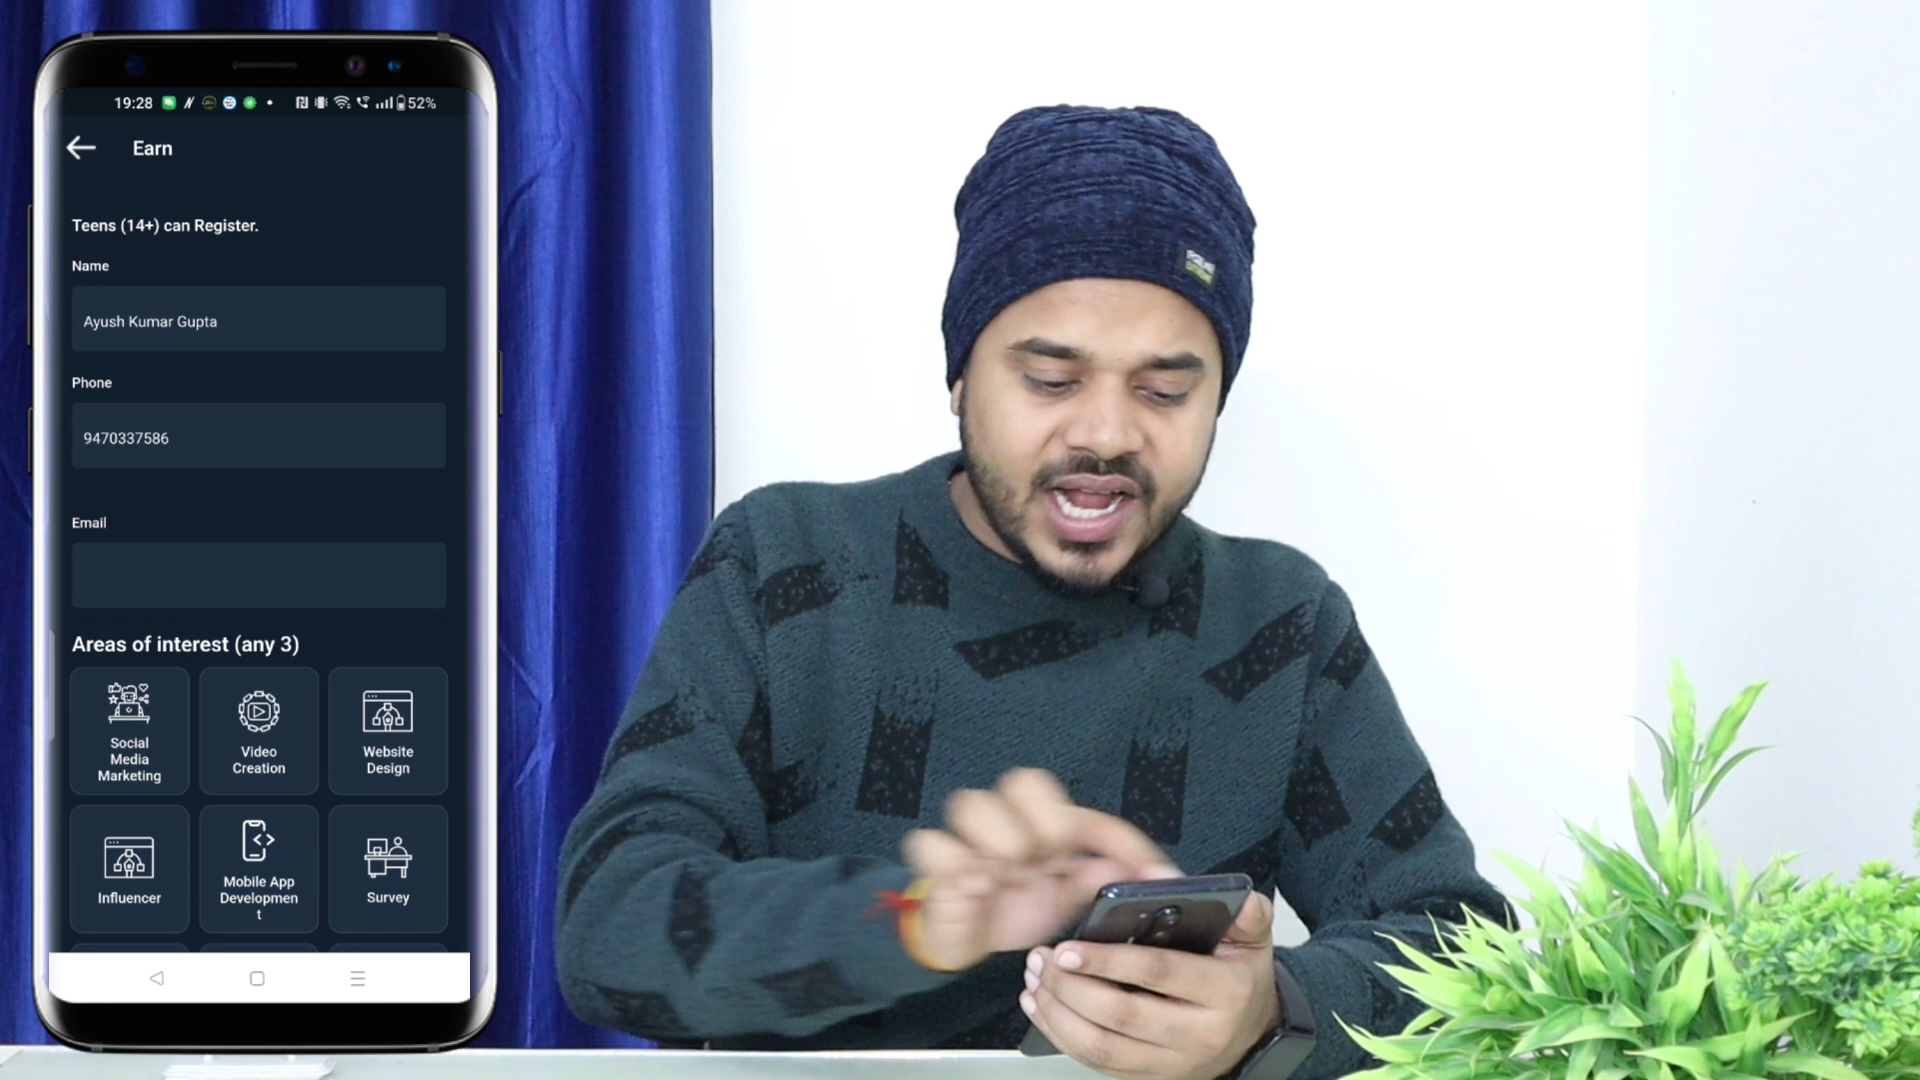 19:28
52%
Earn
Teens (14+) can Register.
Name
Ayush Kumar Gupta
Phone
9470337586
Email
Areas of interest (any 3)
Social
Media
Marketing
Video
Creation
Website
Design
Influencer
Mobile App
Developmen
t
Survey